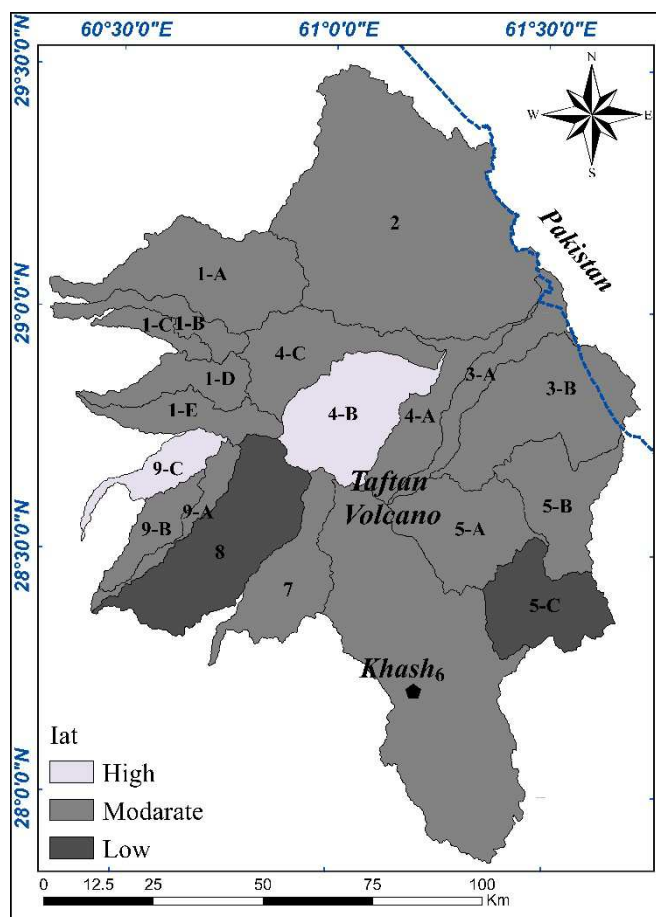 60°30'0"E 61°0'0"E 61°30'0"E
29°30'0"N
N
W E
S
2
Pakistan
1-A
29°0'0"N
1-C 1-B
4-C
1-D
3-A
3-B
1-E
4-B
4-A
9-C
Taftan
Volcano
9-A
5-B
9-B
5-A
28°30'0"N
8
7
5-C
Khash 6
Iat
High
Modarate
Low
28°0'0"N
0 12.5 25 50 75 100
Km